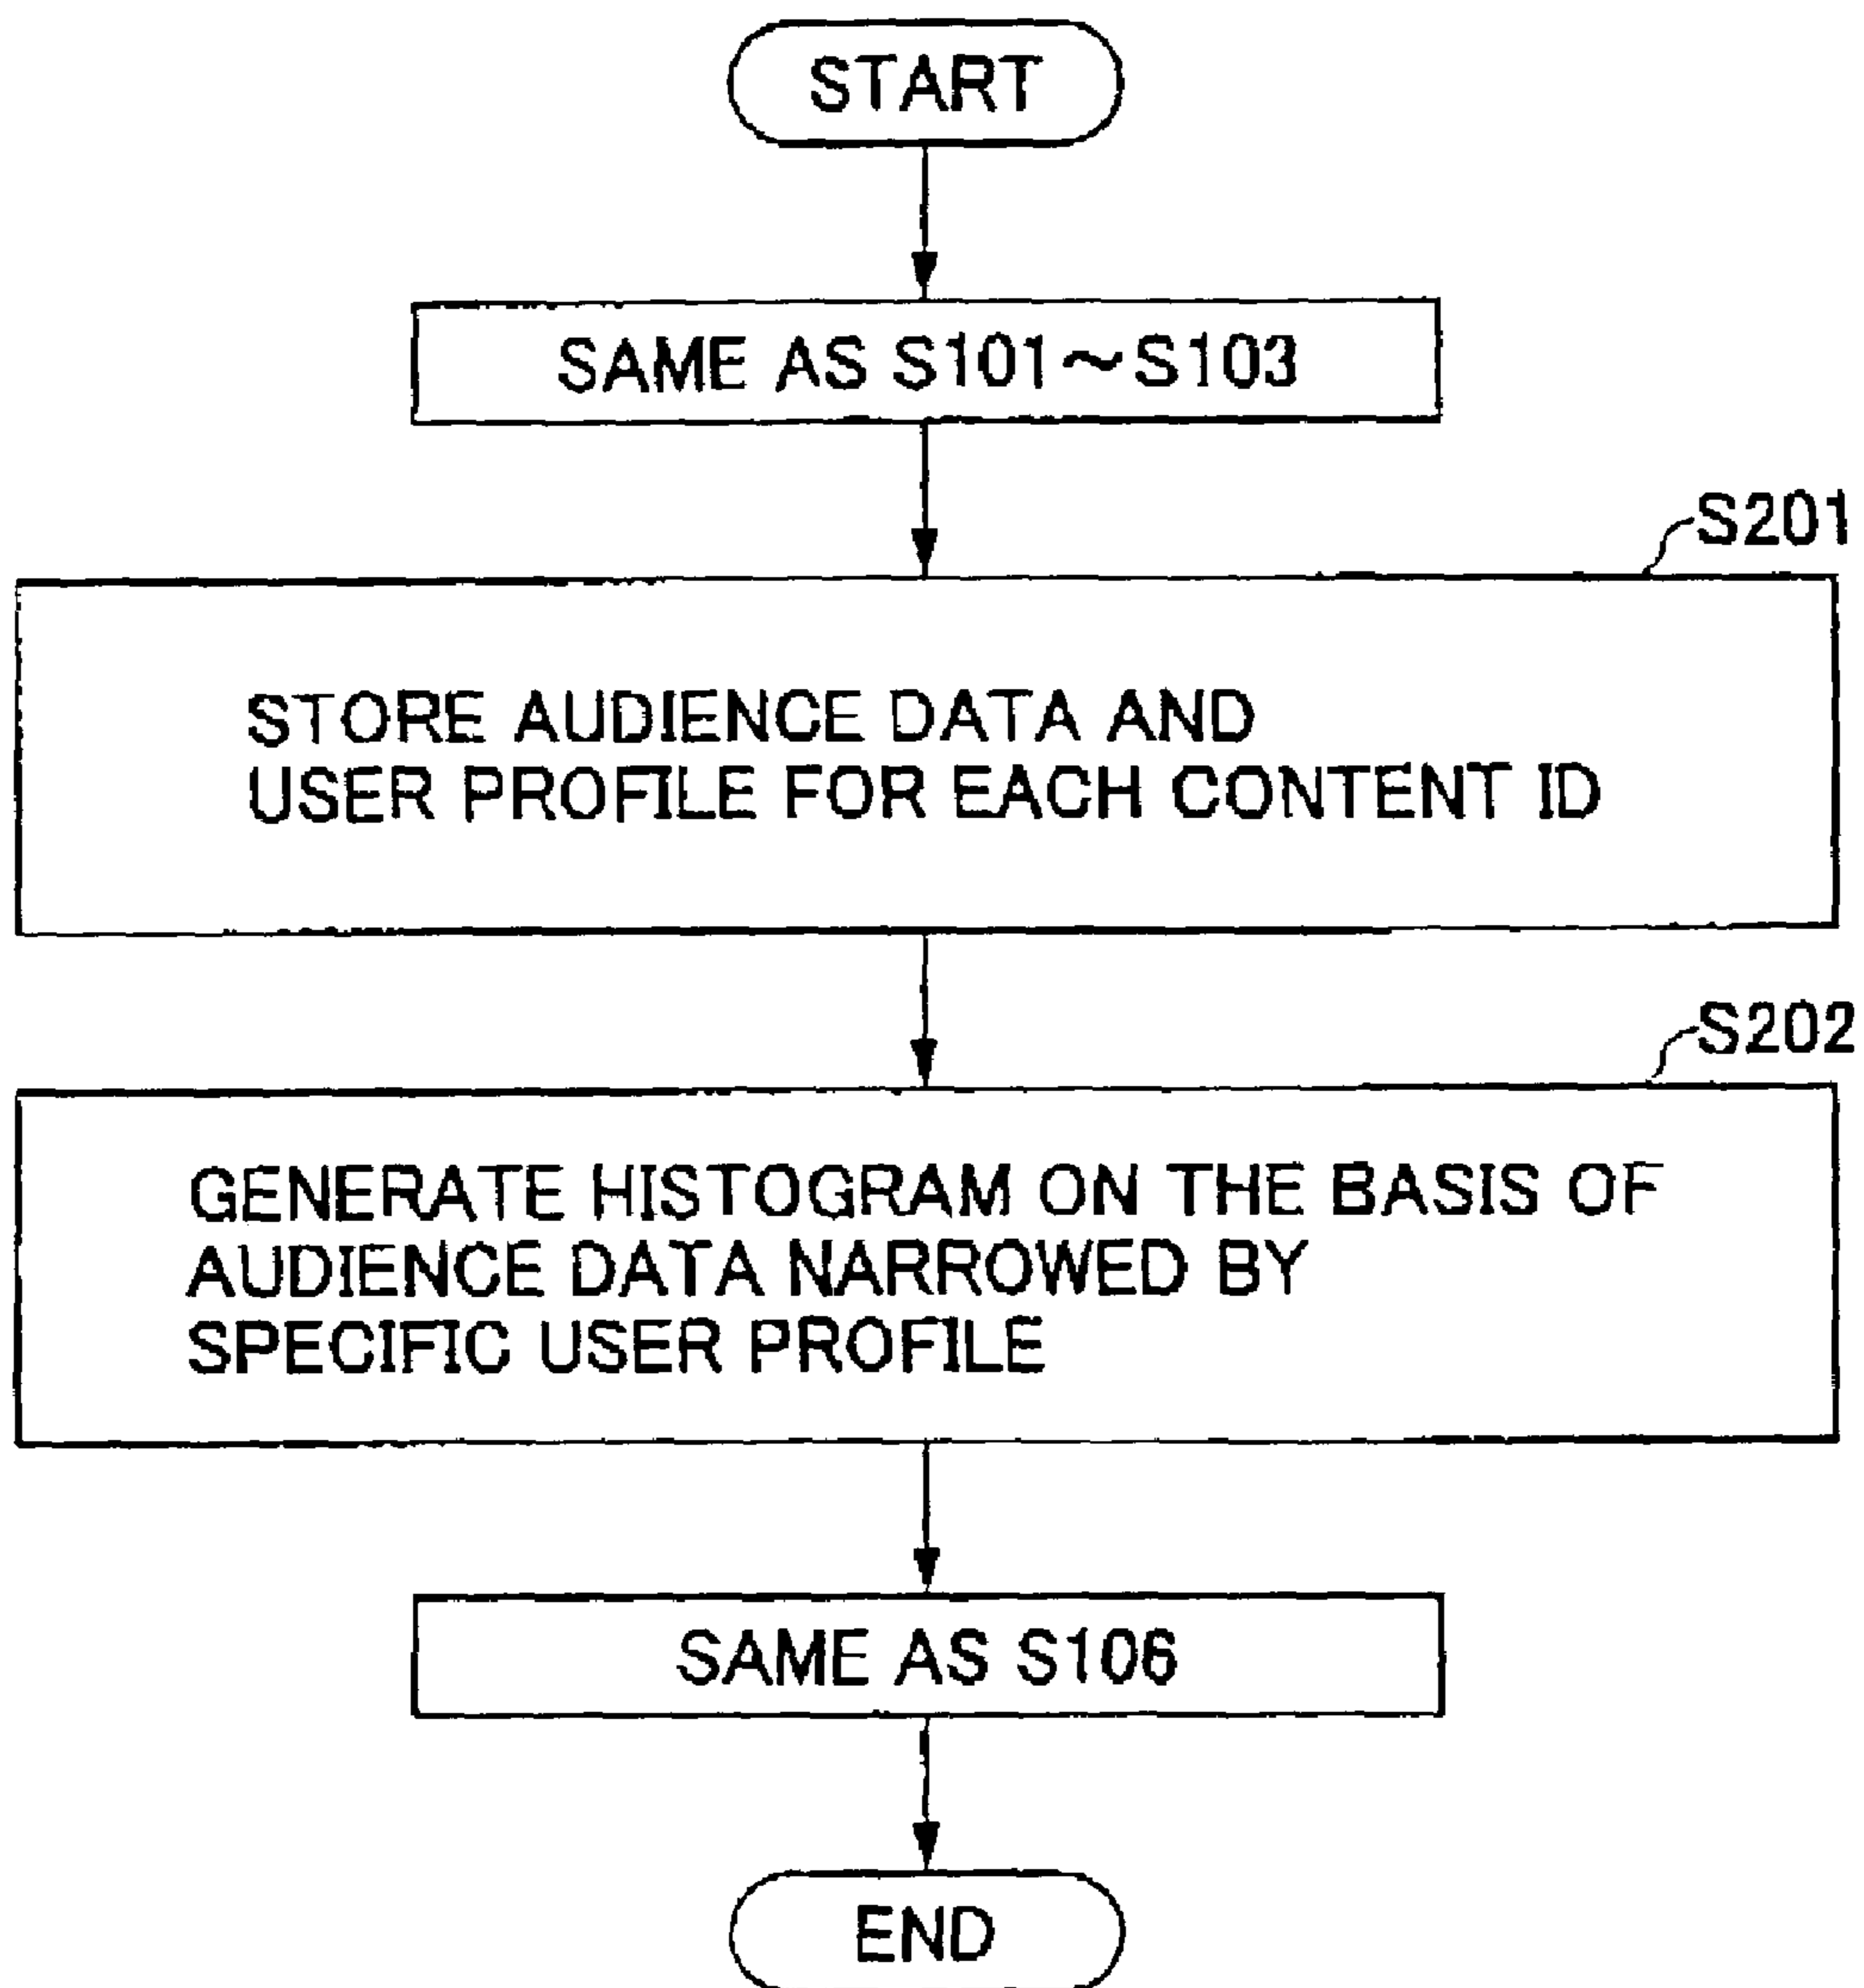 START
SAME AS S101~S103
S201
STORE AUDIENCE DATA AND
USER PROFILE FOR EACH CONTENT ID
S202
GENERATE HISTOGRAM ON THE BASIS OF
AUDIENCE DATA NARROWED BY
SPECIFIC USER PROFILE
SAME AS S106
END